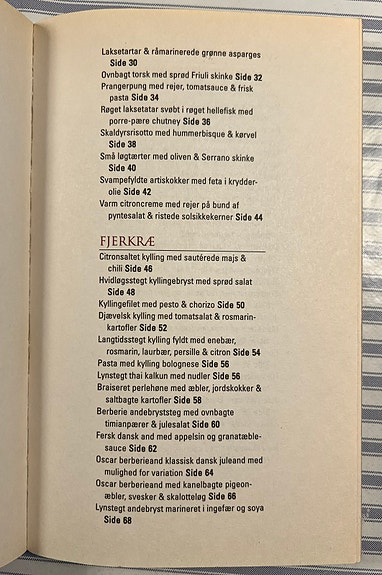 Laksetartar & råmarinerede grønne asparges
Side 30
Ovnbagt torsk med sprød Friuli skinke Side 32
Prangerpung med rejer, tomatsauce & frisk
pasta Side 34
Røget laksetatar svøbt i røget hellefisk med
porre-pære chutney Side 36
Skaldyrsrisotto med hummerbisque & kørvel
Side 38
Små løgtærter med oliven & Serrano skinke
Side 40
Svampefyldte artiskokker med feta i krydder-
olie Side 42
Varm citroncreme med rejer på bund af
pyntesalat & ristede solsikkekerner Side 44
FJERKRÆ
Citronsaltet kylling med sautérede majs &
chili Side 46
Hvidløgsstegt kyllingebryst med sprød salat
Side 48
Kyllingefilet med pesto & chorizo Side 50
Djævelsk kylling med tomatsalat & rosmarin-
kartofler Side 52
Langtidsstegt kylling fyldt med enebær,
rosmarin, laurbær, persille & citron Side 54
Pasta med kylling bolognese Side 56
Lynstegt thai kalkun med nudler Side 56
Braiseret perlehøne med æbler, jordskokker &
saltbagte kartofler Side 58
Berberie andebryststeg med ovnbagte
timianpærer & julesalat Side 60
Fersk dansk and med appelsin og granatæble-
sauce Side 62
Oscar berberieand klassisk dansk juleand med
mulighed for variation Side 64
Oscar berberieand med kanelbagte pigeon-
æbler, svesker & skalotteløg Side 66
Lynstegt andebryst marineret i ingefær og soya
Side 68